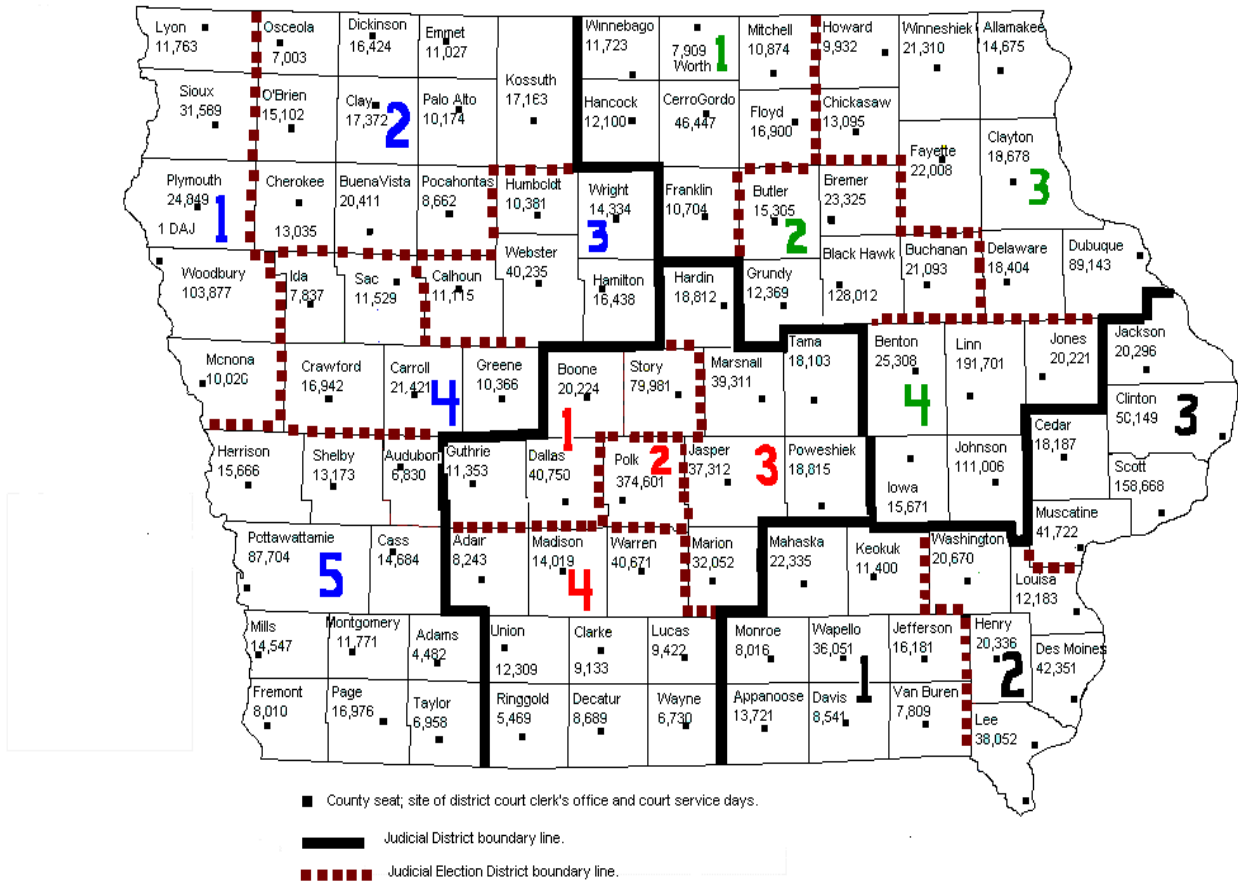 Lyon
11,763
Osceola
7,003
Dickinson
16,424
Emmet
11,027
Kossuth
17,163
Winnebago
11,723
7,909
Worth
1
Mitchell
10,874
Howard
9,932
Winneshiek
21,310
Allamakee
14,675
Sioux
31,589
O'Brien
15,102
Clay
17,372
2
Palo Alto
10,174
Hancock
12,100
CerroGordo
46,447
Floyd
16,900
Chickasaw
13,095
Fayette
22,008
Clayton
18,678
3
Plymouth
24,849
1 DAJ
1
Cherokee
13,035
BuenaVista
20,411
Pocahontas
8,662
Humboldt
10,381
Wright
14,334
3
Franklin
10,704
Butler
15,305
2
Bremer
23,325
Woodbury
103,877
Ida
7,837
Sac
11,529
Calhoun
11,115
Webster
40,235
Hamilton
16,438
Hardin
18,812
Grundy
12,369
Black Hawk
128,012
Buchanan
21,093
Delaware
18,404
Dubuque
89,143
Mcnona
10,020
Crawford
16,942
Carroll
21,421
4
Greene
10,366
Boone
20,224
1
Story
79,981
Marsnall
39,311
Tama
18,103
Benton
25,308
4
Linn
191,701
Jones
20,221
Jackson
20,296
Clinton
50,149
3
Herrison
15,666
Shelby
13,173
Audubon
6,830
Guthrie
11,353
Dallas
40,750
Polk
2
374,601
Jasper
37,312
3
Poweshiek
18,815
Iowa
15,671
Johnson
111,006
Cedar
18,187
Scott
158,668
Muscatine
41,722
Pottawattamie
87,704
5
Cass
14,684
Adair
8,243
Madison
14,019
4
Warren
40,671
Marion
32,052
Mahaska
22,335
Keokuk
11,400
Washington
20,670
Louisa
12,183
Mills
14,547
Montgomery
11,771
Adams
4,482
Union
12,309
Clarke
9,133
Lucas
9,422
Monroe
8,016
Wapello
36,051
1
Jefferson
16,181
Henry
20,336
2
Des Moines
42,351
Fremont
8,010
Page
16,976
Taylor
6,958
Ringgold
5,469
Decatur
8,689
Wayne
6,730
Appanoose
13,721
Davis
8,541
Van Buren
7,809
Lee
38,052
County seat; site of district court clerk's office and court service days.
Judicial District boundary line.
Judicial Election District boundary line.